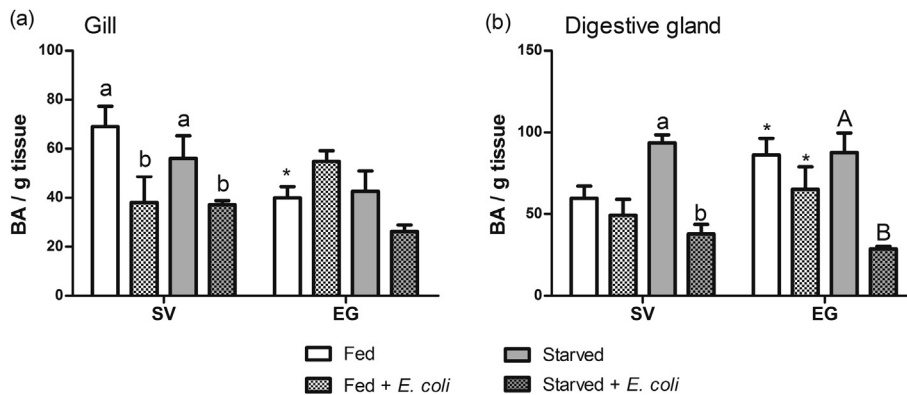 (a) Gill
100
80
60
40
20
0
BA / g tissue
a
b
a
b
*
SV
EG
(b) Digestive gland
150
100
50
0
BA / g tissue
a
b
*
*
A
B
SV
EG
Fed
Fed + E. coli
Starved
Starved + E. coli